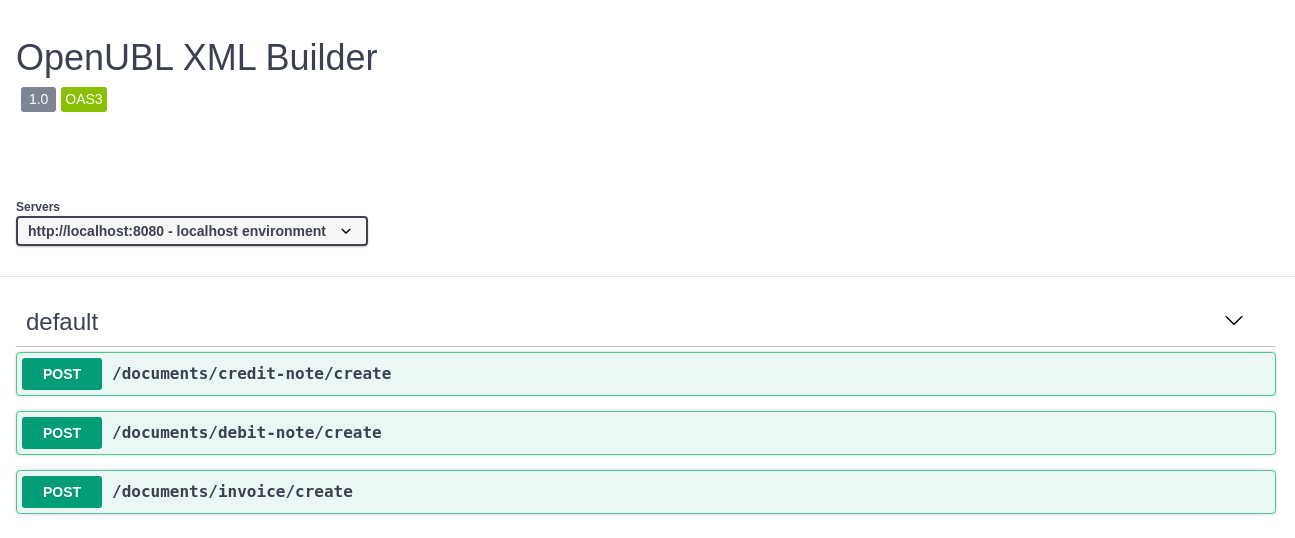 OpenUBL XML Builder
1.0 OAS3
Servers
http://localhost:8080 - localhost environment
default
POST /documents/credit-note/create
POST /documents/debit-note/create
POST /documents/invoice/create